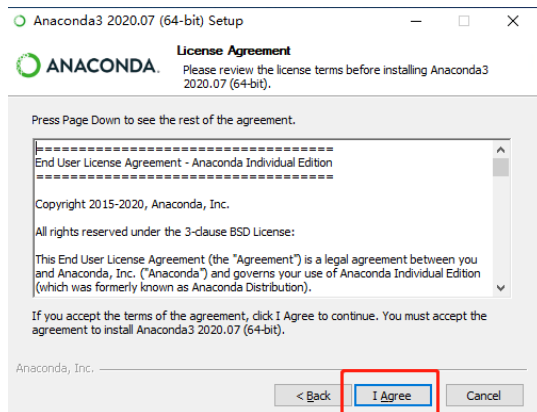 Anaconda3 2020.07 (64-bit) Setup
ANACONDA.
License Agreement
Please review the license terms before installing Anaconda3
2020.07 (64-bit).
Press Page Down to see the rest of the agreement.
===================================
End User License Agreement - Anaconda Individual Edition
===================================
Copyright 2015-2020, Anaconda, Inc.
All rights reserved under the 3-clause BSD License:
This End User License Agreement (the "Agreement") is a legal agreement between you
and Anaconda, Inc. ("Anaconda") and governs your use of Anaconda Individual Edition
(which was formerly known as Anaconda Distribution).
If you accept the terms of the agreement, click I Agree to continue. You must accept the
agreement to install Anaconda3 2020.07 (64-bit).
Anaconda, Inc.
< Back
I Agree
Cancel